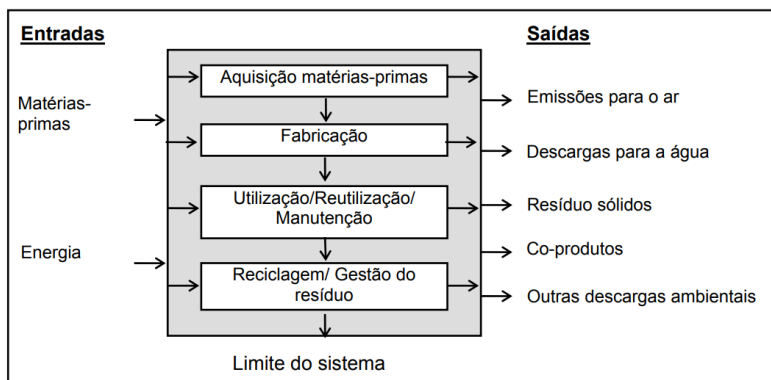 Entradas
Saídas
Aquisição matérias-primas
Matérias-
primas
Emissões para o ar
Fabricação
Descargas para a água
Utilização/Reutilização/
Manutenção
Resíduo sólidos
Energia
Co-produtos
Reciclagem/ Gestão do
resíduo
Outras descargas ambientais
Limite do sistema